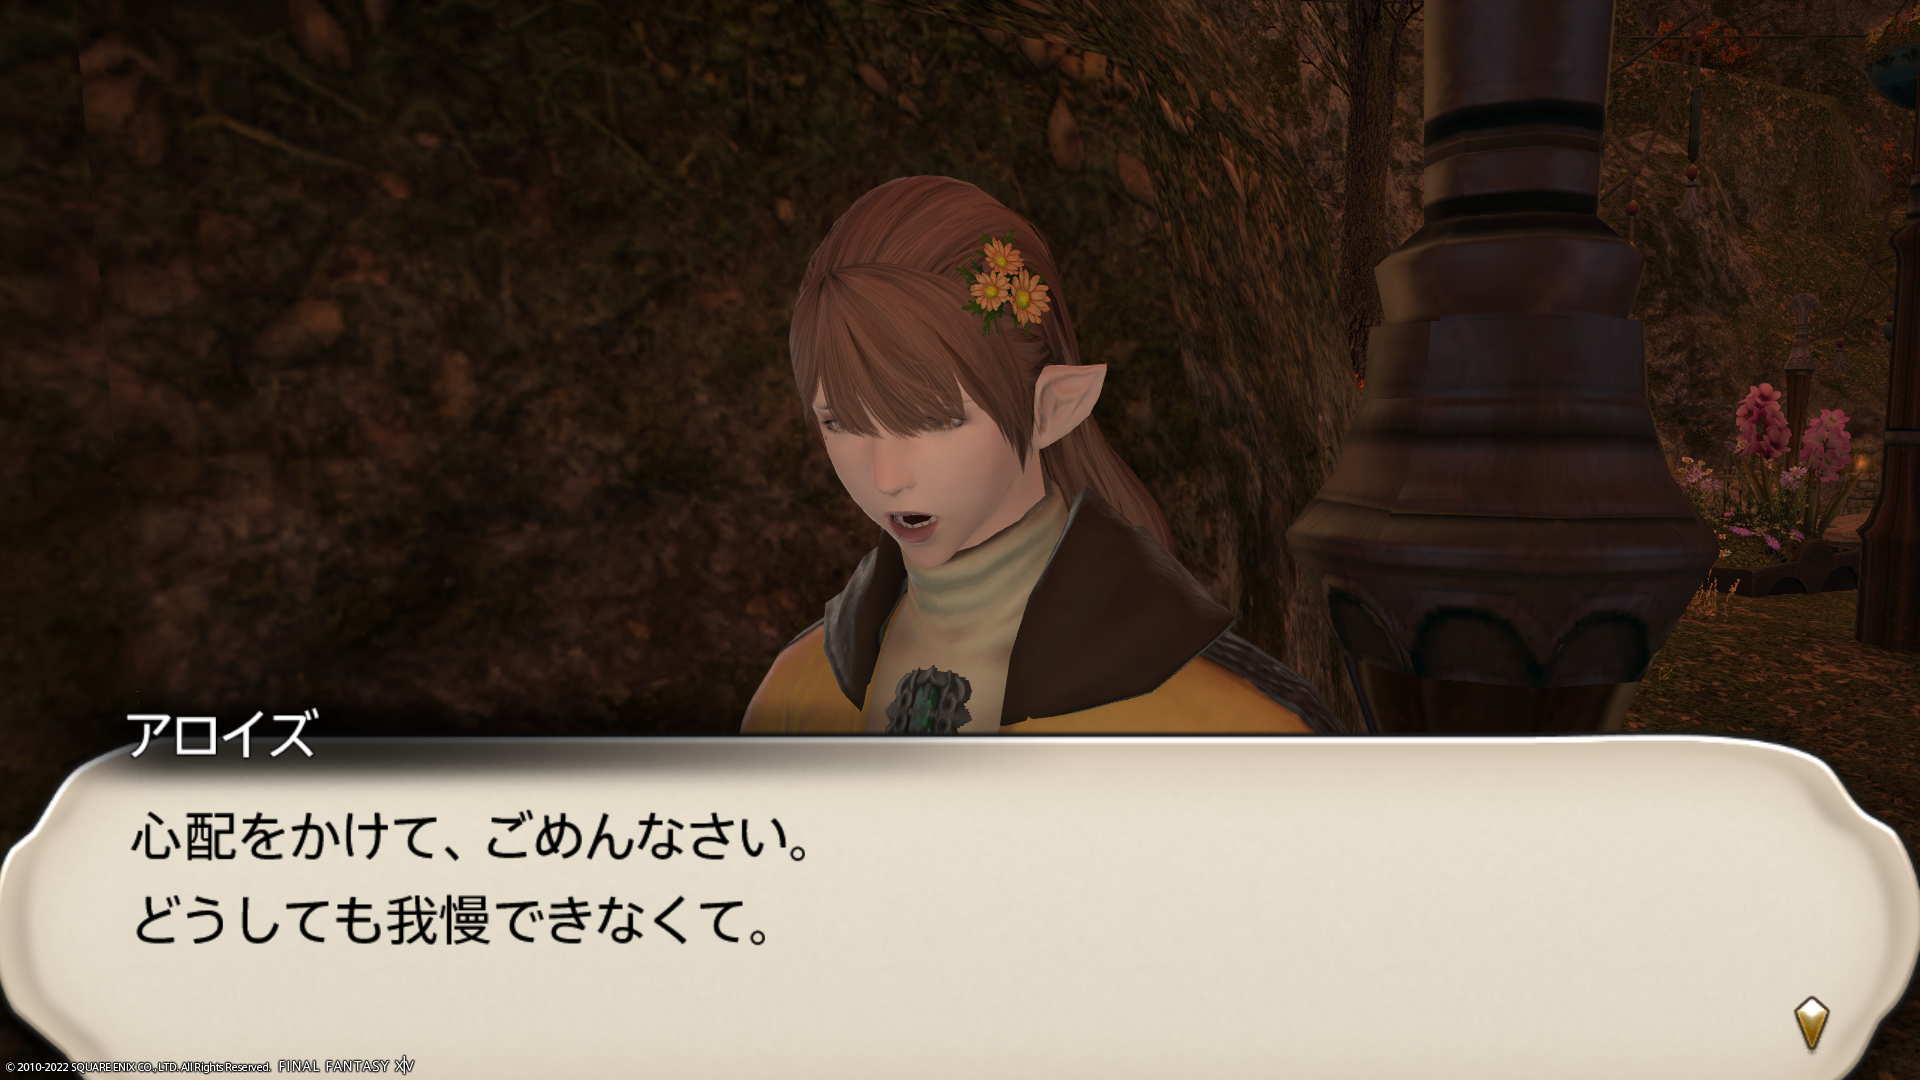 アロイズ
心配をかけて、ごめんなさい。
どうしても我慢できなくて。
© 2010-2022 SQUARE ENIX CO., LTD. All Rights Reserved. FINAL FANTASY XIV